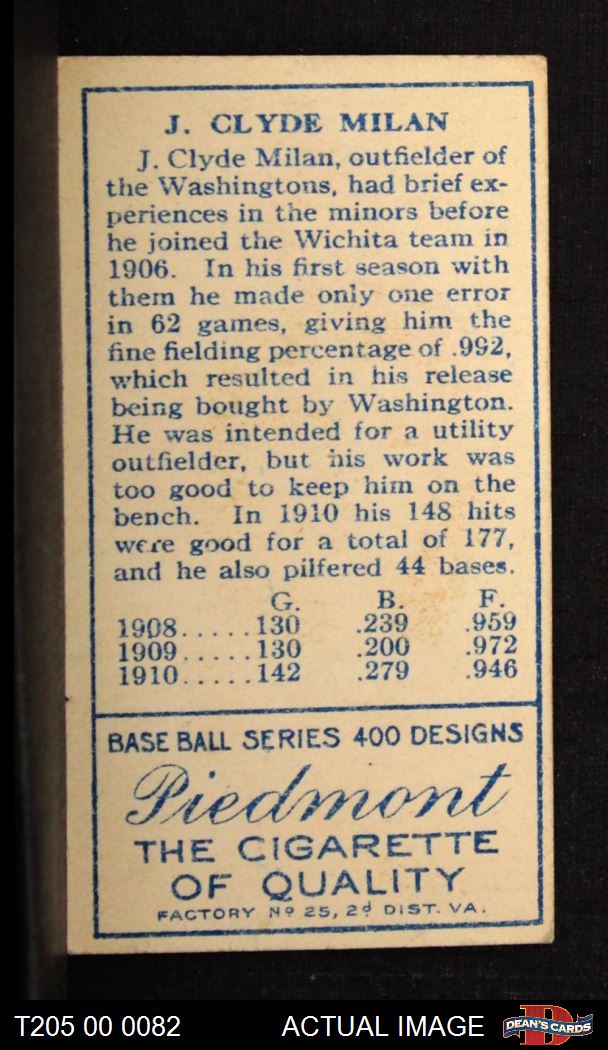 J. CLYDE MILAN
J. Clyde Milan, outfielder of
the Washingtons, had brief ex-
periences in the minors before
he joined the Wichita team in
1906. In his first season with
them he made only one error
in 62 games, giving him the
fine fielding percentage of .992,
which resulted in his release
being bought by Washington.
He was intended for a utility
outfielder, but his work was
too good to keep him on the
bench. In 1910 his 148 hits
were good for a total of 177,
and he also pilfered 44 bases.
G. B. F.
1908.....130 .239 .959
1909.....130 .200 .972
1910.....142 .279 .946
BASE BALL SERIES 400 DESIGNS
Piedmont
THE CIGARETTE
OF QUALITY
FACTORY Nº 25, 2d DIST. VA.
T205 00 0082 ACTUAL IMAGE DEAN'S CARDS